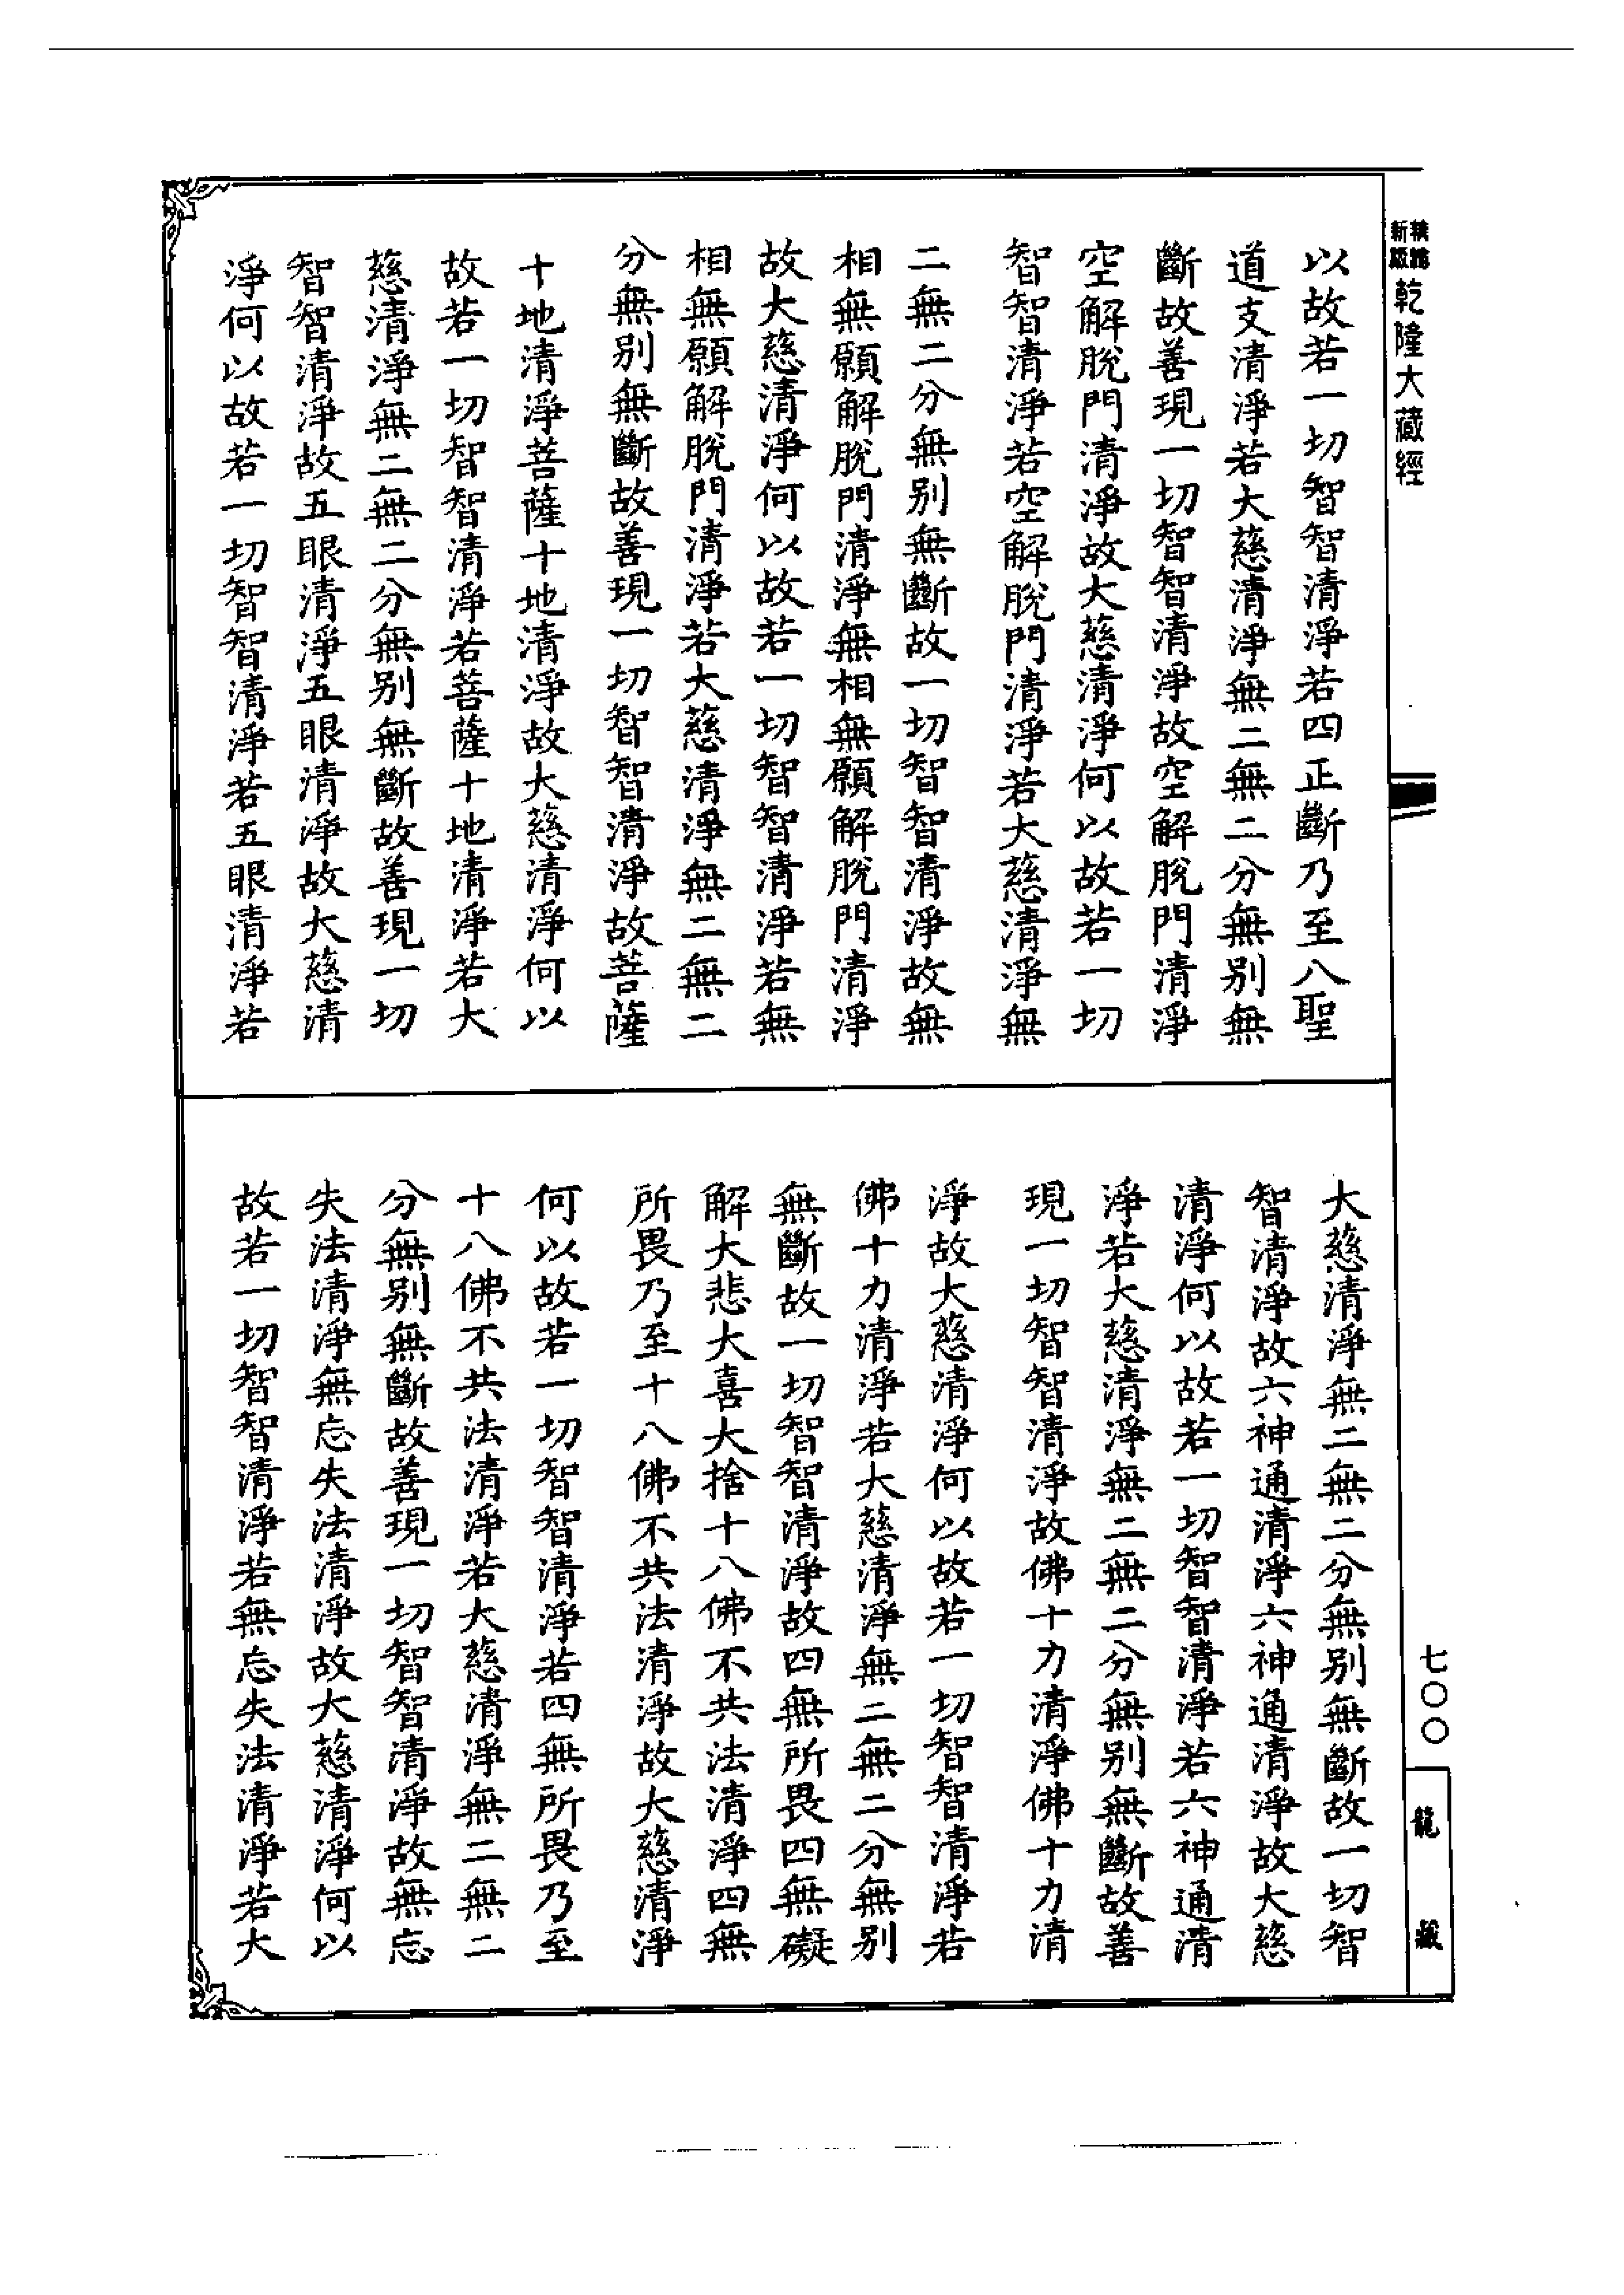 乾隆大藏經
以故若一切智智清淨若四正斷乃至八聖
道支清淨若大慈清淨無二無二分無別無
斷故善現一切智智清淨故空解脫門清淨
空解脫門清淨故大慈清淨何以故若一切
智智清淨若空解脫門清淨若大慈清淨無
二無二分無別無斷故一切智智清淨故無
相無願解脫門清淨無相無願解脫門清淨
故大慈清淨何以故若一切智智清淨若無
相無願解脫門清淨若大慈清淨無二無二
分無別無斷故善現一切智智清淨故菩薩
十地清淨菩薩十地清淨故大慈清淨何以
故若一切智智清淨若菩薩十地清淨若大
慈清淨無二無二分無別無斷故善現一切
智智清淨故五眼清淨五眼清淨故大慈清
淨何以故若一切智智清淨若五眼清淨若
大慈清淨無二無二分無別無斷故一切智
智清淨故六神通清淨六神通清淨故大慈
清淨何以故若一切智智清淨若六神通清
淨若大慈清淨無二無二分無別無斷故善
現一切智智清淨故佛十力清淨佛十力清
淨故大慈清淨何以故若一切智智清淨若
佛十力清淨若大慈清淨無二無二分無別
無斷故一切智智清淨故四無所畏四無礙
解大悲大喜大捨十八佛不共法清淨四無
所畏乃至十八佛不共法清淨故大慈清淨
何以故若一切智智清淨若四無所畏乃至
十八佛不共法清淨若大慈清淨無二無二
分無別無斷故善現一切智智清淨故無忘
失法清淨無忘失法清淨故大慈清淨何以
故若一切智智清淨若無忘失法清淨若大
七〇〇
龍藏